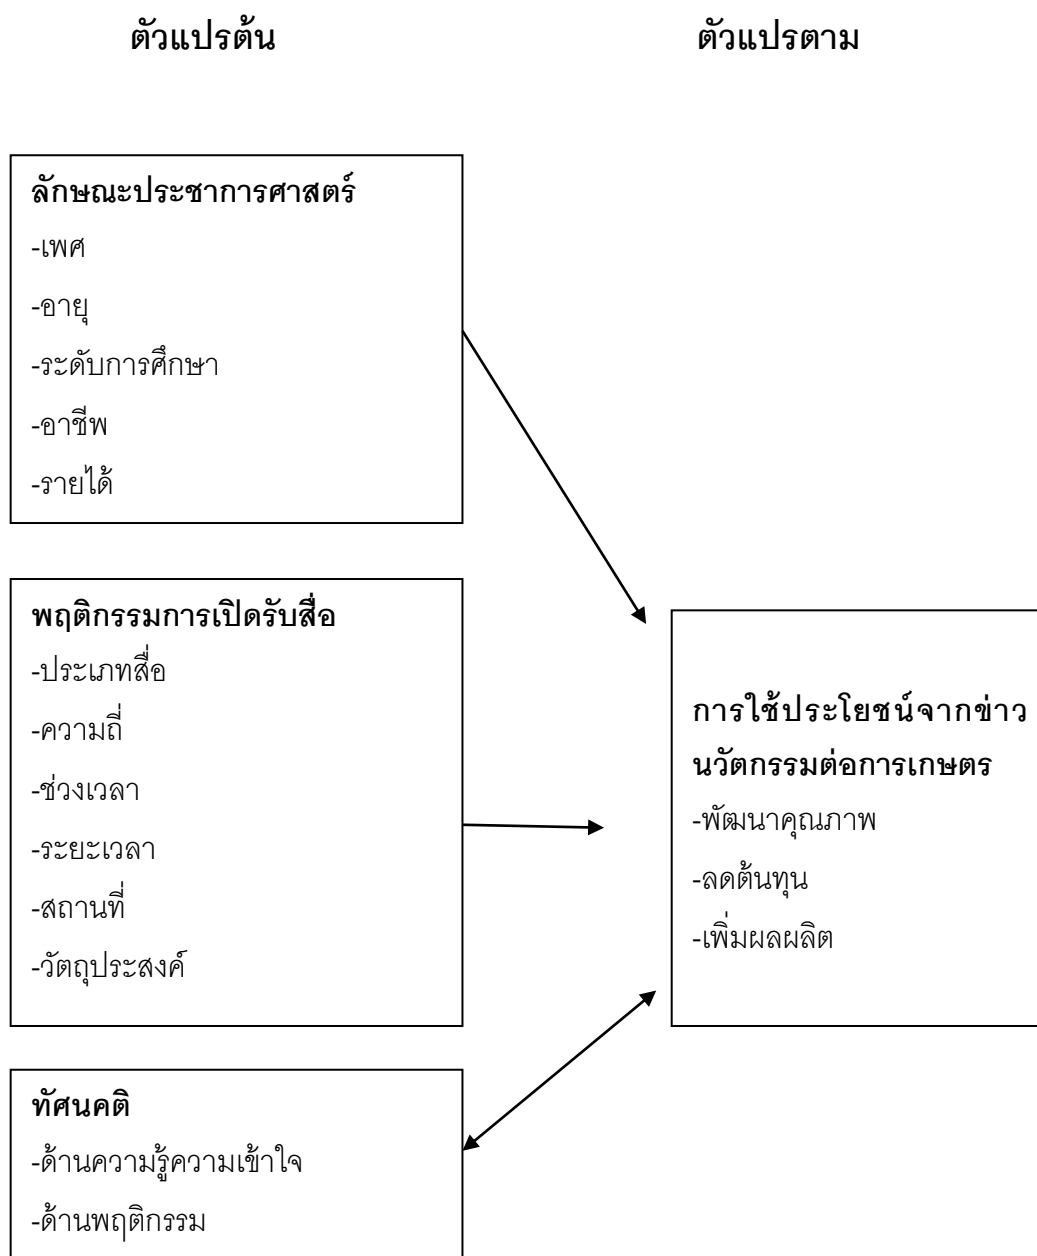 ตัวแปรต้น
ตัวแปรตาม
ลักษณะประชาการศาสตร์
-เพศ
-อายุ
-ระดับการศึกษา
-อาชีพ
-รายได้
พฤติกรรมการเปิดรับสื่อ
-ประเภทสื่อ
-ความถี่
-ช่วงเวลา
-ระยะเวลา
-สถานที่
-วัตถุประสงค์
ทัศนคติ
-ด้านความรู้ความเข้าใจ
-ด้านพฤติกรรม
การใช้ประโยชน์จากข่าว
นวัตกรรมต่อการเกษตร
-พัฒนาคุณภาพ
-ลดต้นทุน
-เพิ่มผลผลิต